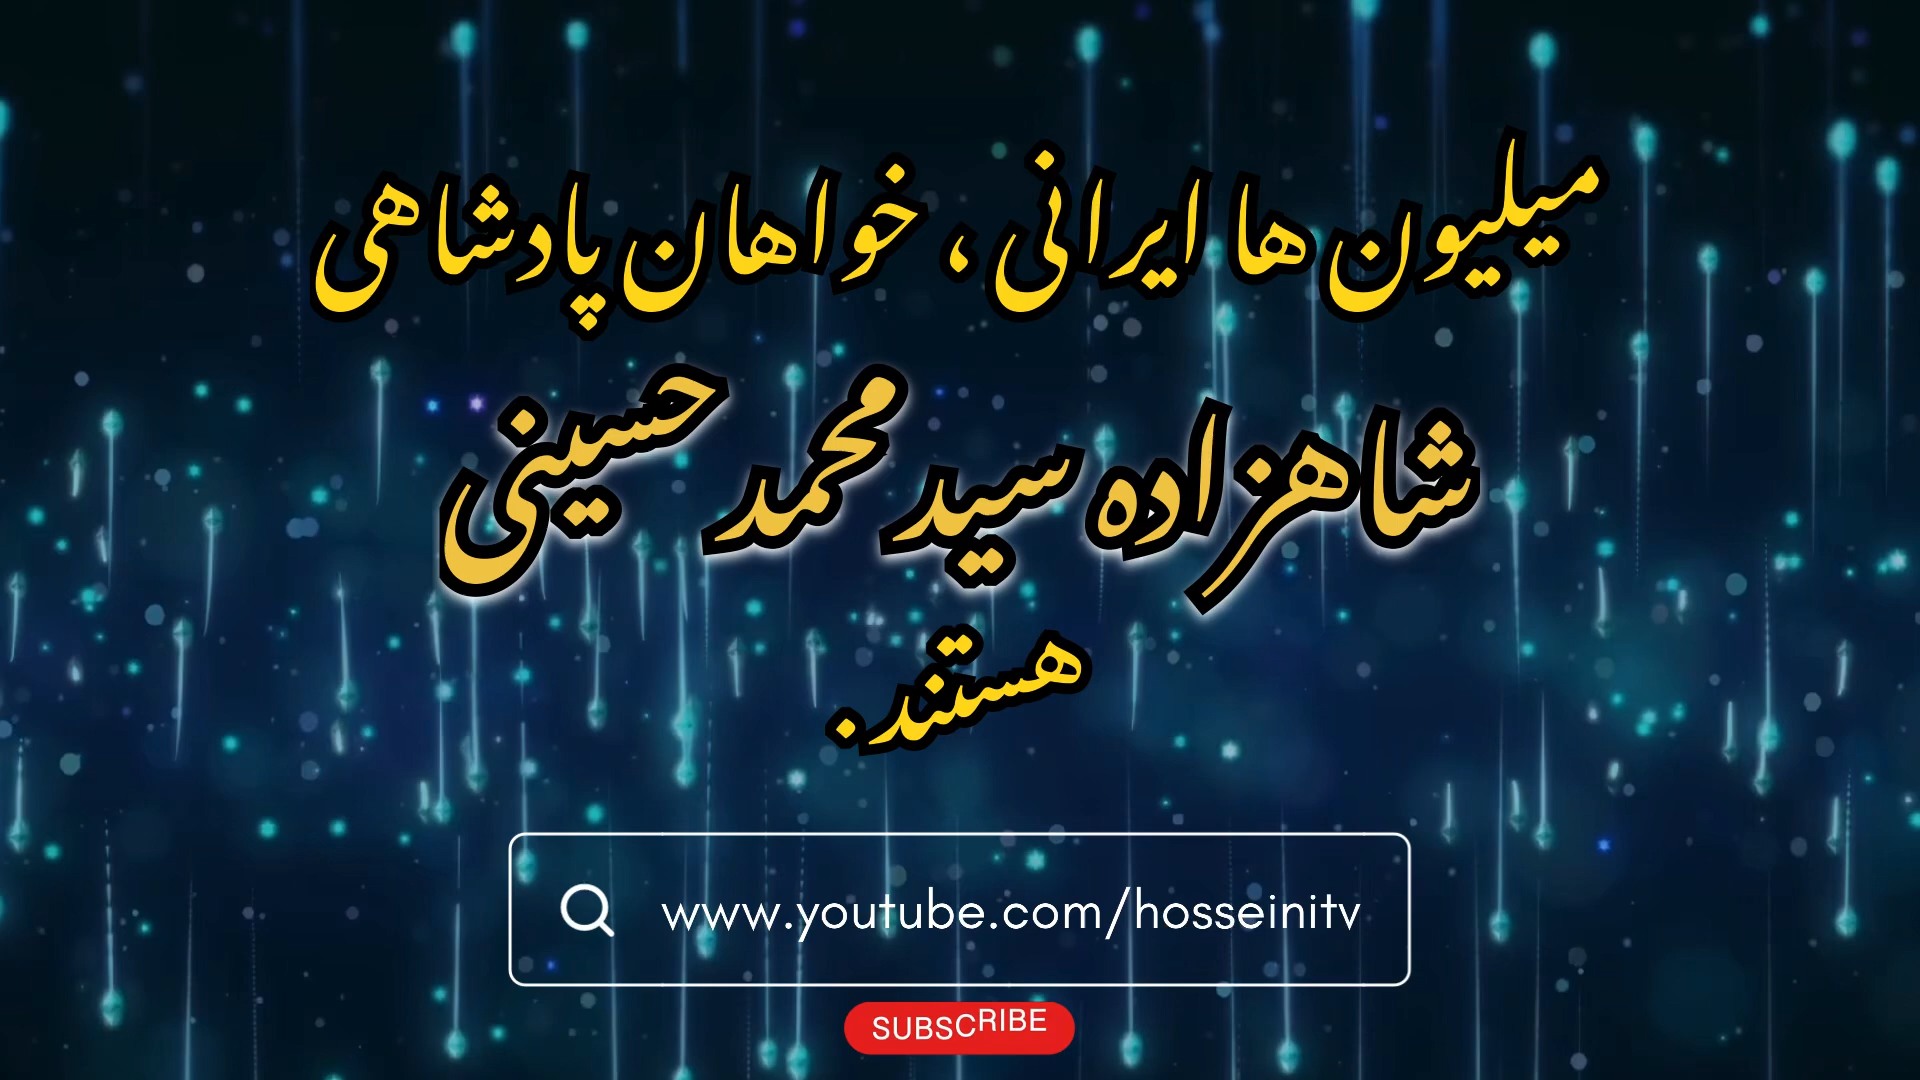 میلیون ها ایرانی ، خواهان پادشاهی
شاهزاده سید محمد حسینی
هستند .
www.youtube.com/hosseinitv
SUBSCRIBE